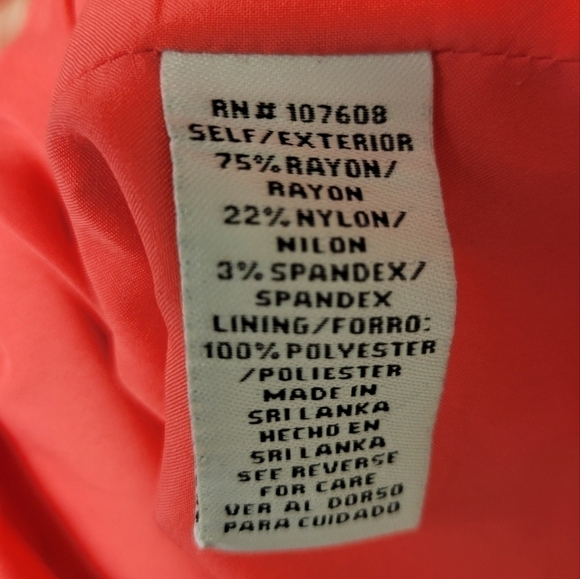 RN# 107608
SELF/EXTERIOR
75% RAYON/
RAYON
22% NYLON/
NILON
3% SPANDEX/
SPANDEX
LINING/FORRO:
100% POLYESTER
/POLIESTER
MADE IN
SRI LANKA
HECHO EN
SRI LANKA
SEE REVERSE
FOR CARE
VER AL DORSO
PARA CUIDADO